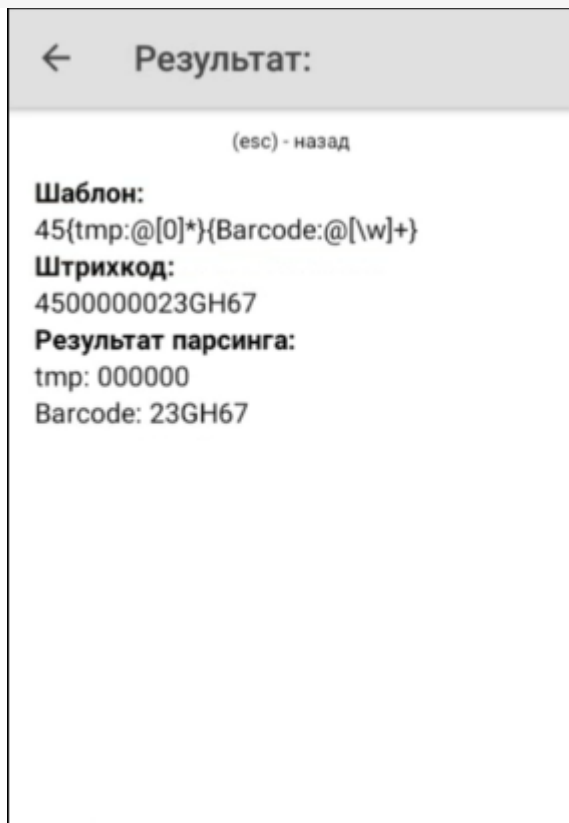 ← Результат:
(esc) - назад
Шаблон:
45{tmp:@[0]*}{Barcode:@[\w]+}
Штрихкод:
4500000023GH67
Результат парсинга:
tmp: 000000
Barcode: 23GH67